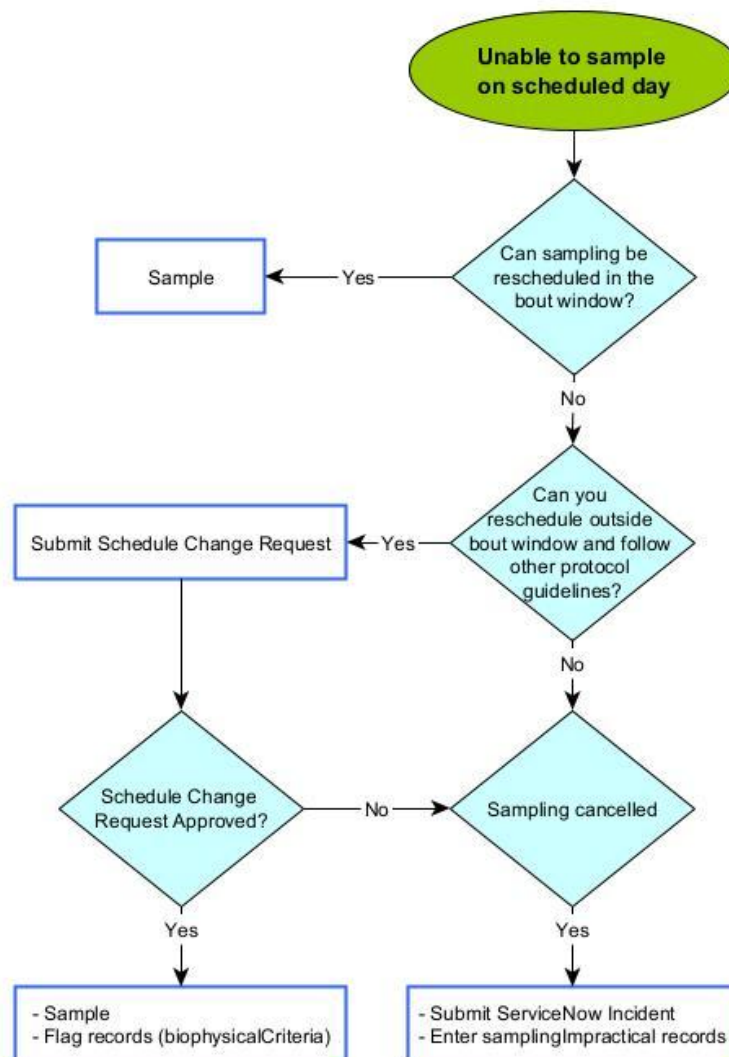 Unable to sample
on scheduled day
Can sampling be
rescheduled in the
bout window?
Yes
Sample
No
Can you
reschedule outside
bout window and follow
other protocol
guidelines?
Yes
Submit Schedule Change Request
No
Schedule Change
Request Approved?
No
Sampling cancelled
Yes
Yes
- Sample
- Flag records (biophysicalCriteria)
- Submit ServiceNow Incident
- Enter samplingImpractical records